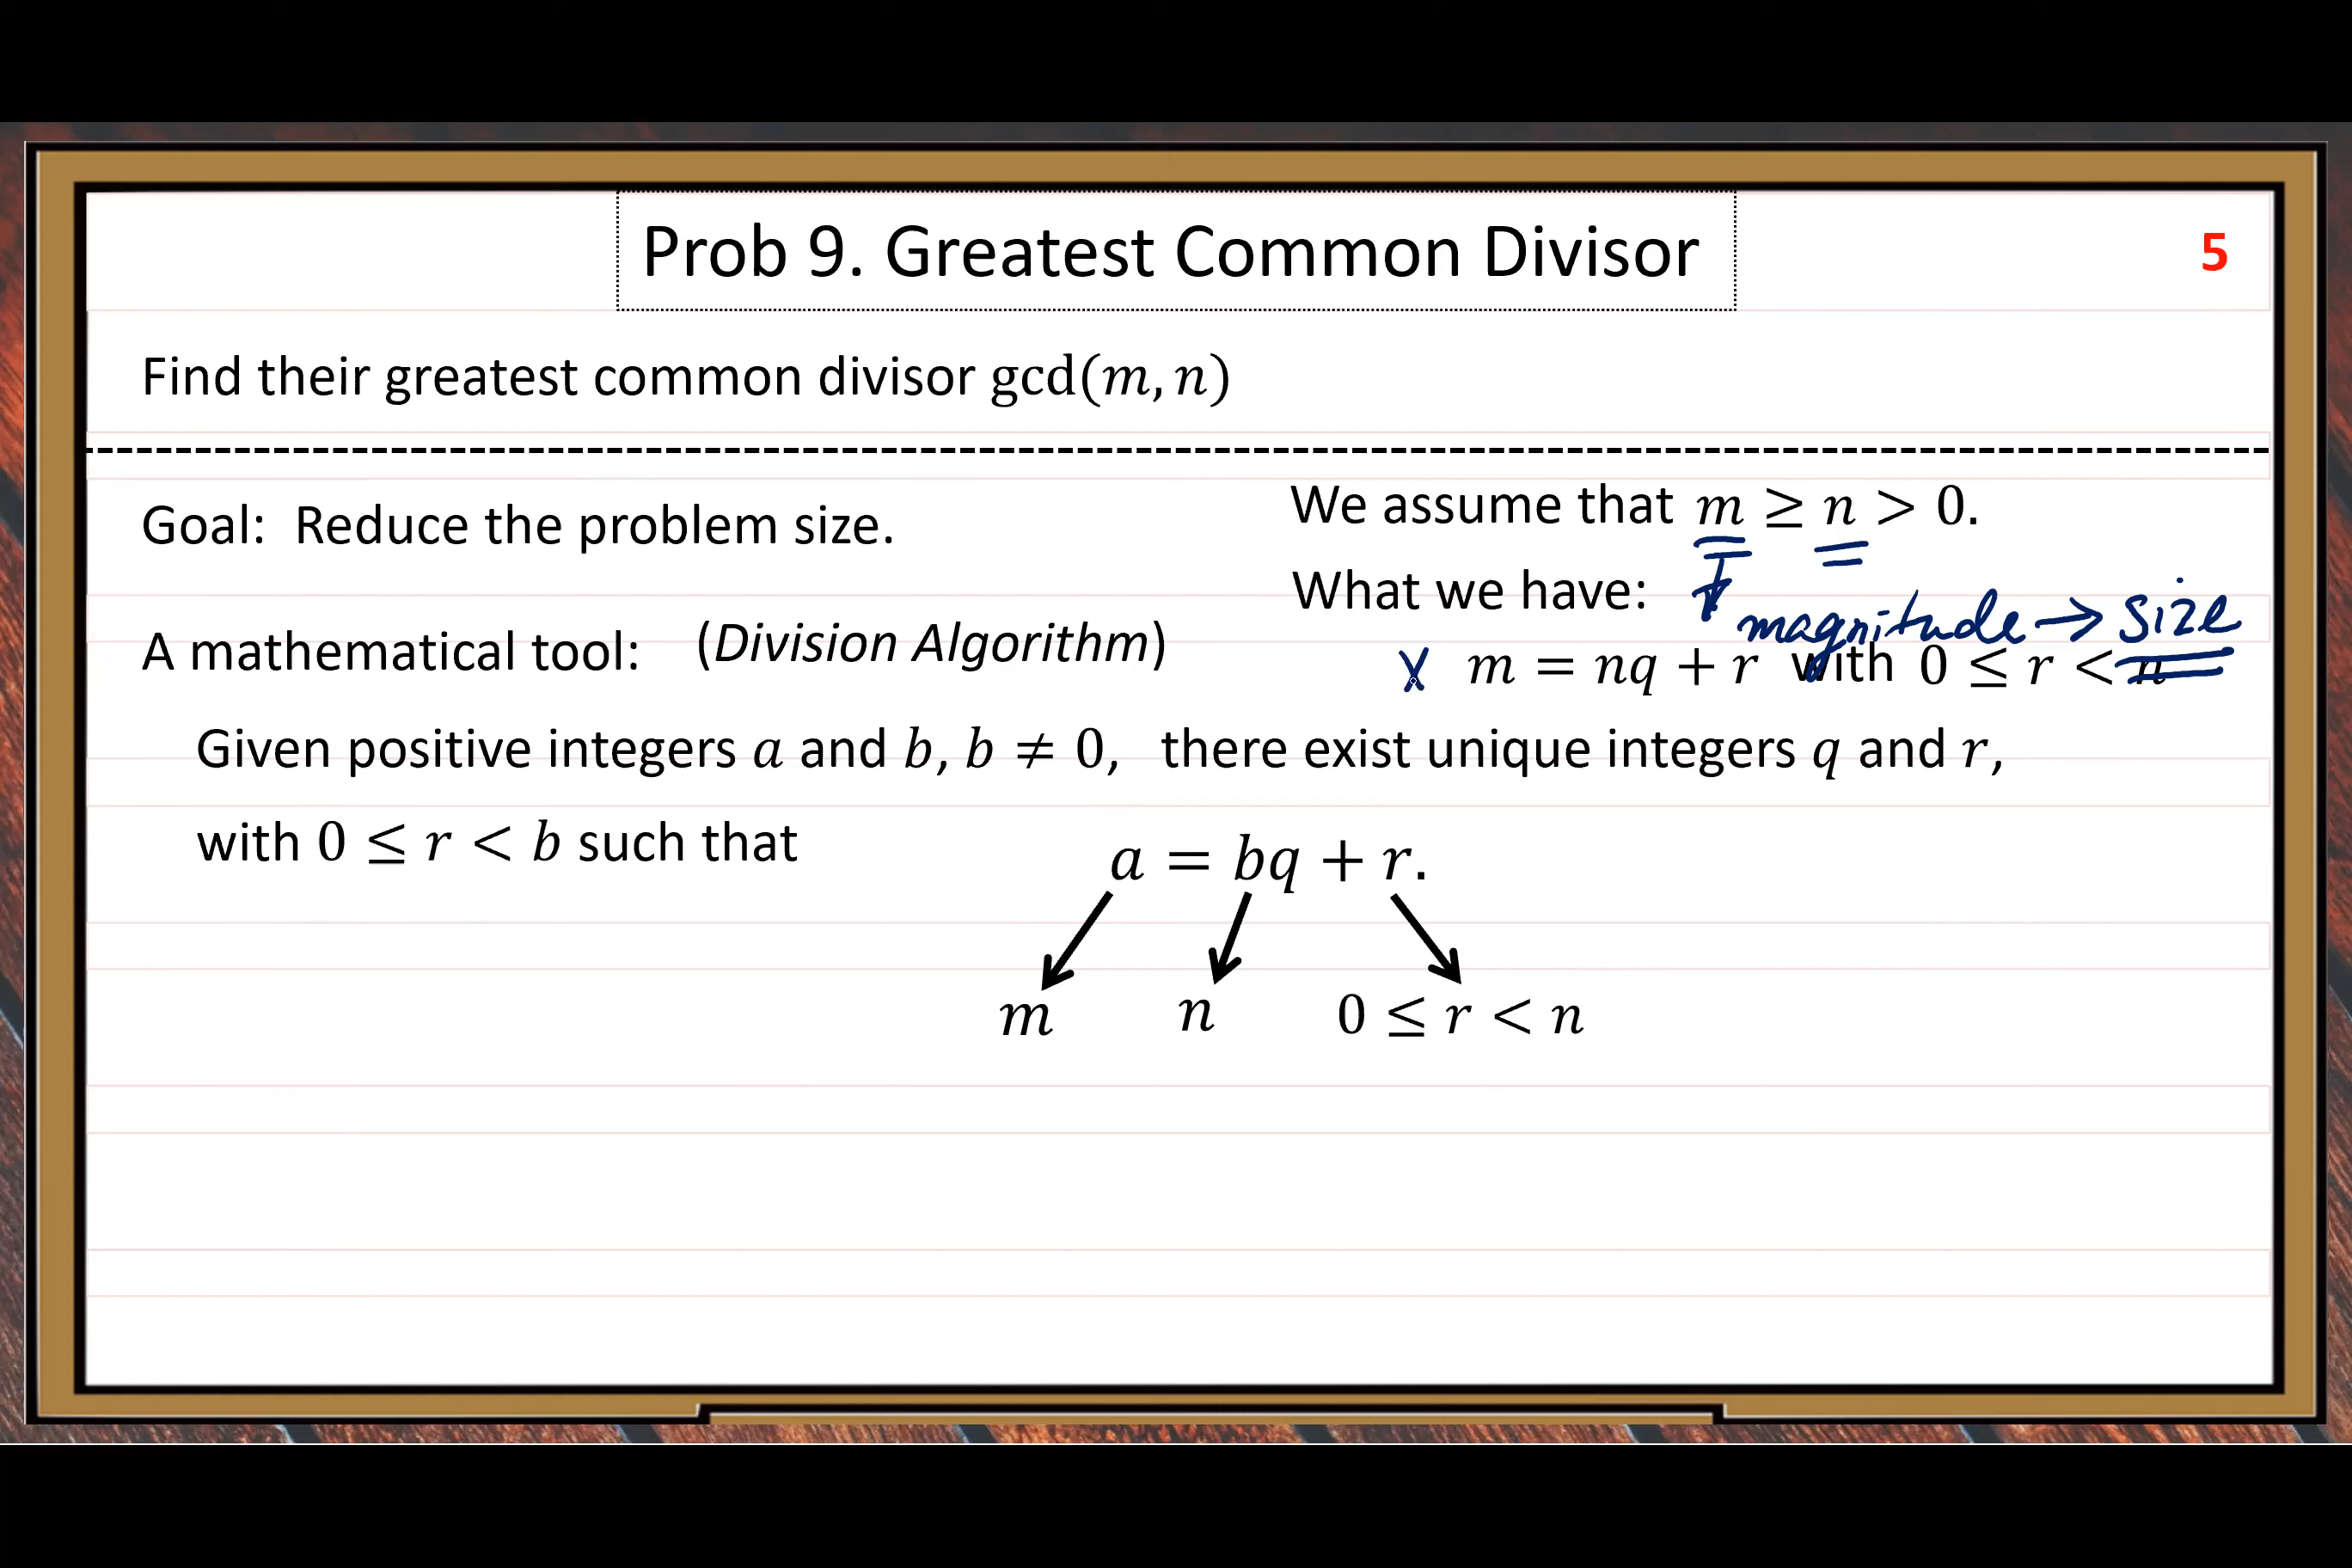 Prob 9. Greatest Common Divisor
5
Find their greatest common divisor gcd(m, n)
Goal: Reduce the problem size.
We assume that m ≥ n > 0.
What we have:
magnitude → size
A mathematical tool: (Division Algorithm)
m = nq + r with 0 ≤ r < n
Given positive integers a and b, b ≠ 0, there exist unique integers q and r,
with 0 ≤ r < b such that
a = bq + r.
m n 0 ≤ r < n